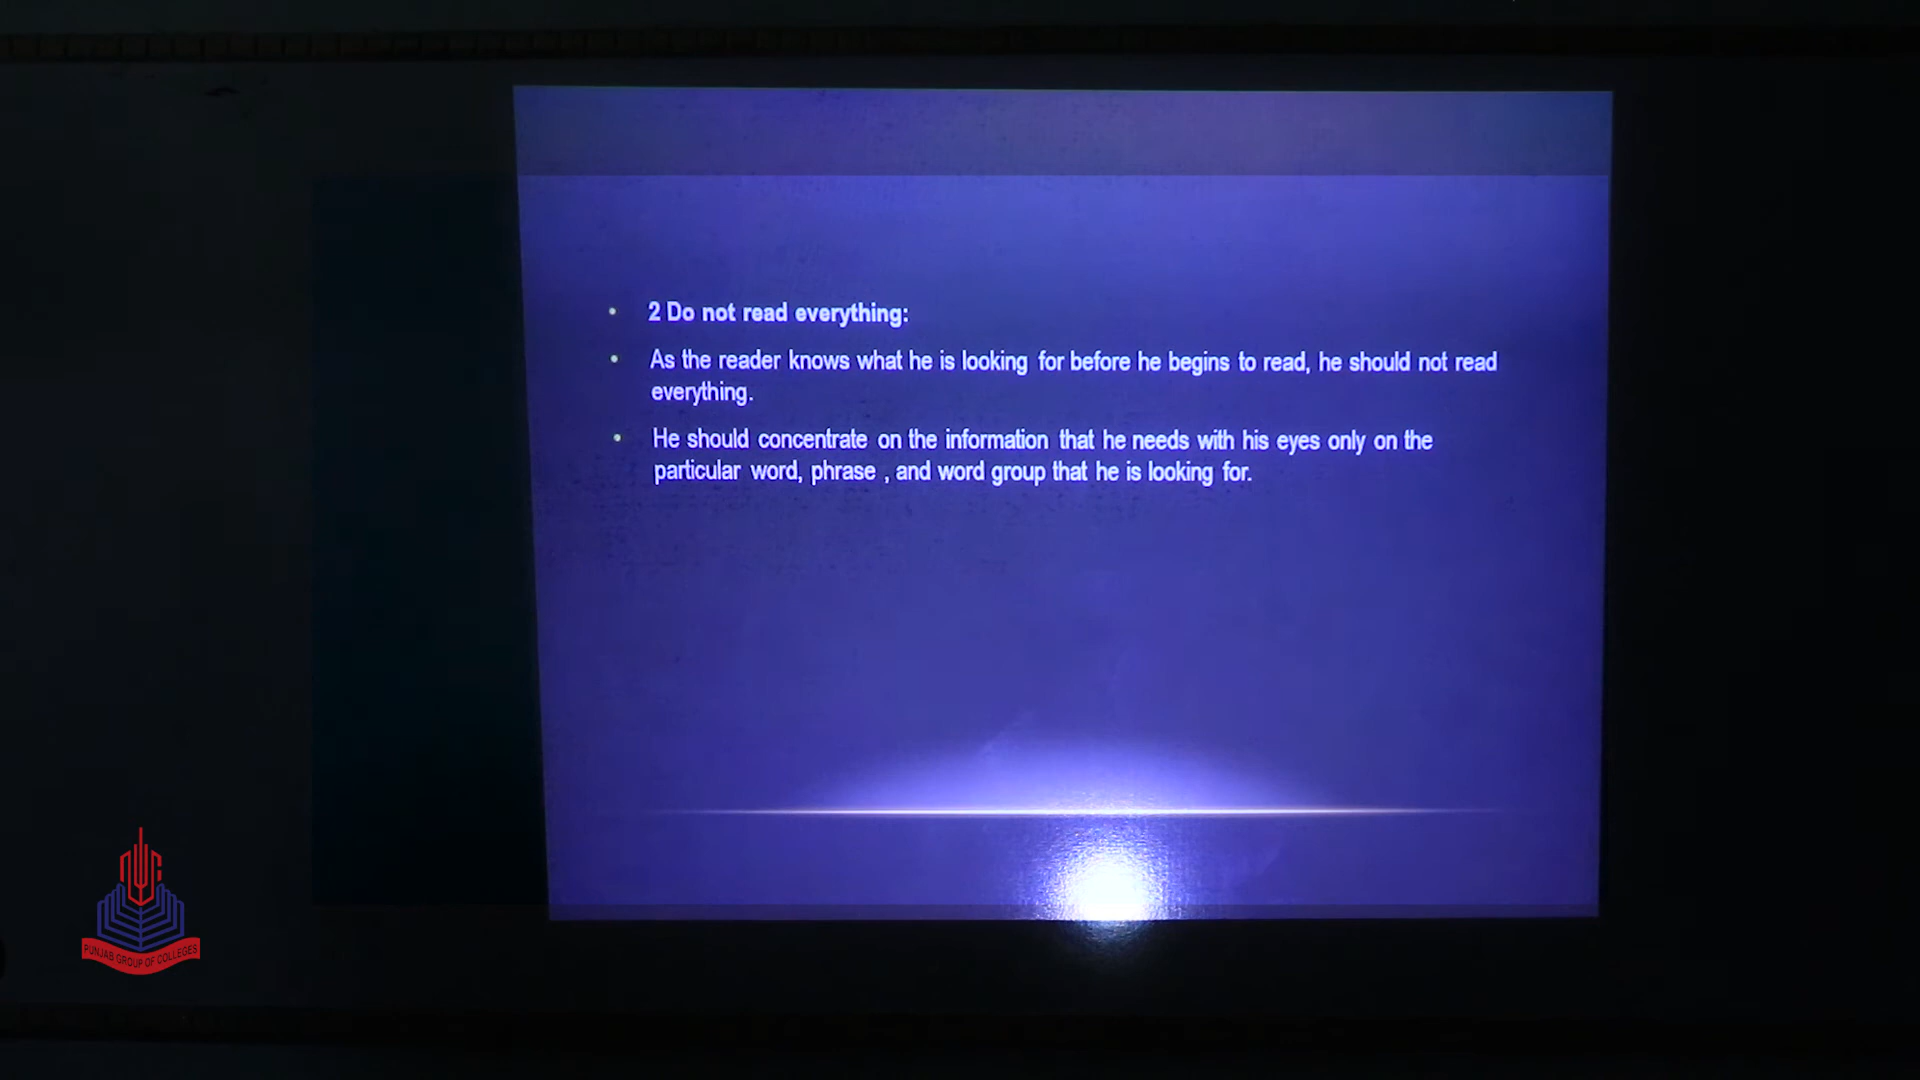 • 2 Do not read everything:
• As the reader knows what he is looking for before he begins to read, he should not read
everything.
• He should concentrate on the information that he needs with his eyes only on the
particular word, phrase , and word group that he is looking for.
PUNJAB GROUP OF COLLEGES